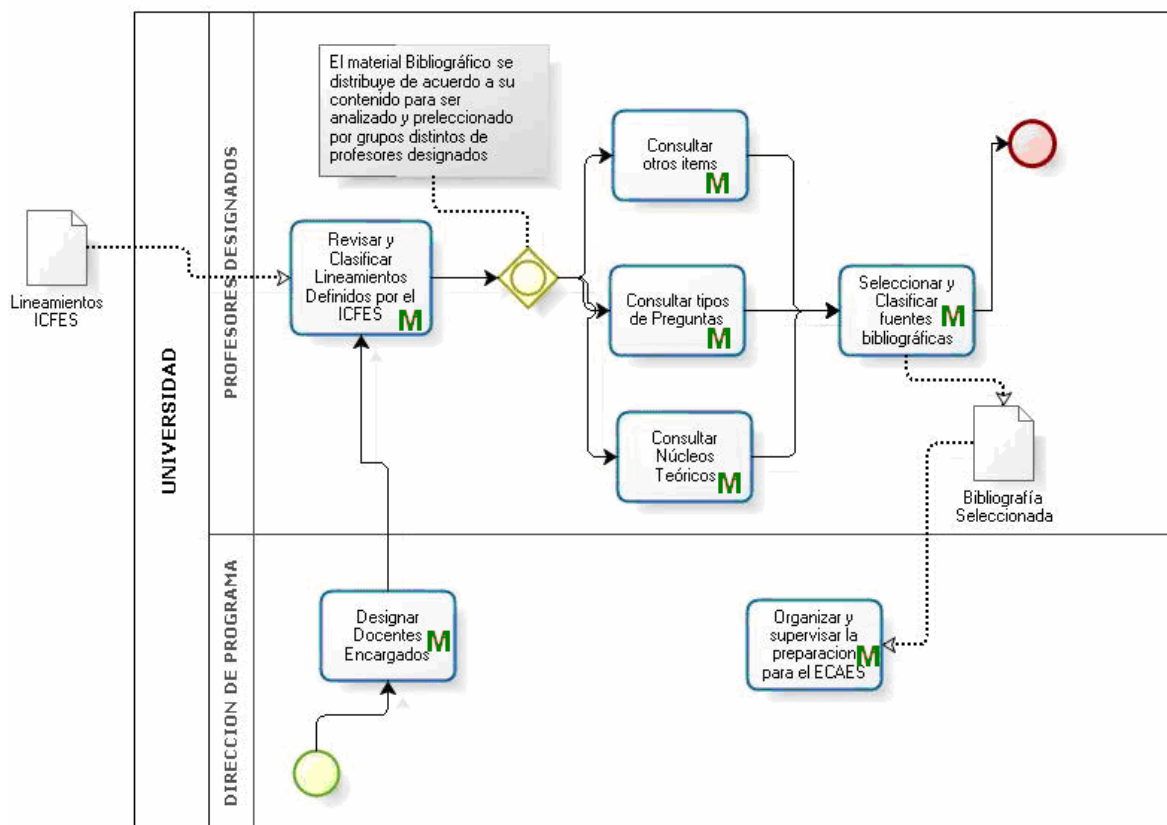 El material Bibliográfico se
distribuye de acuerdo a su
contenido para ser
analizado y preleccionado
por grupos distintos de
profesores designados
Lineamientos
ICFES
UNIVERSIDAD
PROFESORES DESIGNADOS
Revisar y
Clasificar
Lineamientos
Definidos por el
ICFES
M
Consultar
otros items
M
Consultar tipos
de Preguntas
M
Consultar
Núcleos
Teóricos
M
Seleccionar y
Clasificar
fuentes
bibliográficas
M
Bibliografía
Seleccionada
DIRECCION DE PROGRAMA
Designar
Docentes
Encargados
M
Organizar y
supervisar la
preparacion
para el ECAES
M